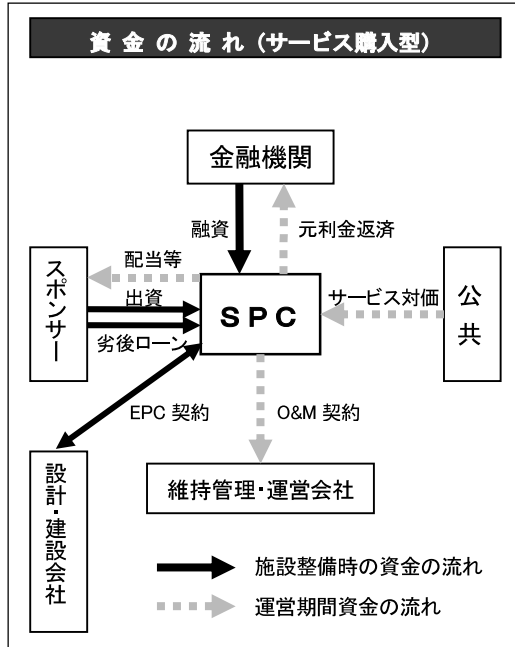 資金の流れ（サービス購入型）
金融機関
融資
元利金返済
スポンサー
配当等
出資
劣後ローン
SPC
サービス対価
公共
EPC 契約
O&M 契約
設計・建設会社
維持管理・運営会社
施設整備時の資金の流れ
運営期間資金の流れ